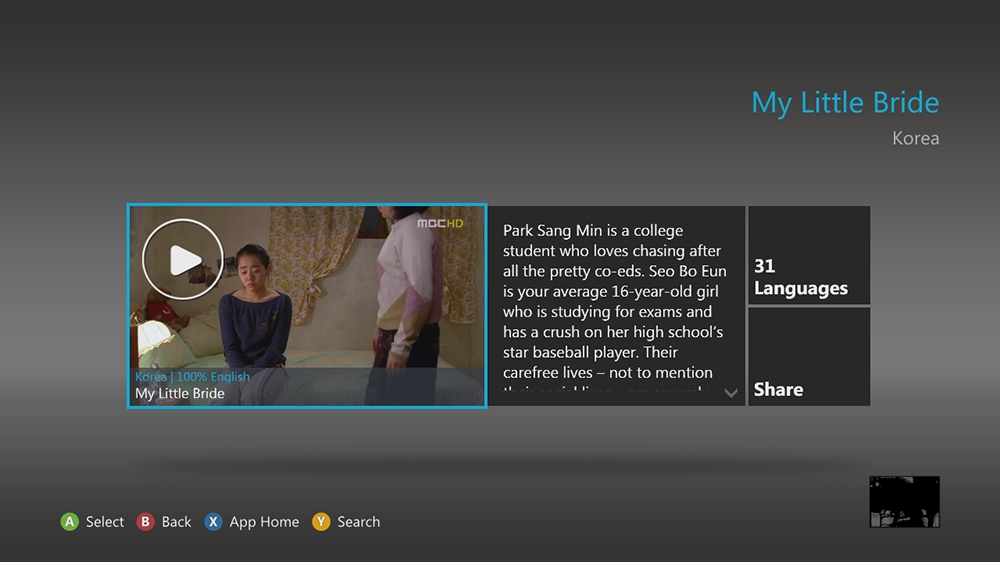 My Little Bride
Korea
MBC HD
Korea | 100% English
My Little Bride
Park Sang Min is a college
student who loves chasing after
all the pretty co-eds. Seo Bo Eun
is your average 16-year-old girl
who is studying for exams and
has a crush on her high school's
star baseball player. Their
carefree lives – not to mention
31
Languages
Share
A Select B Back X App Home Y Search